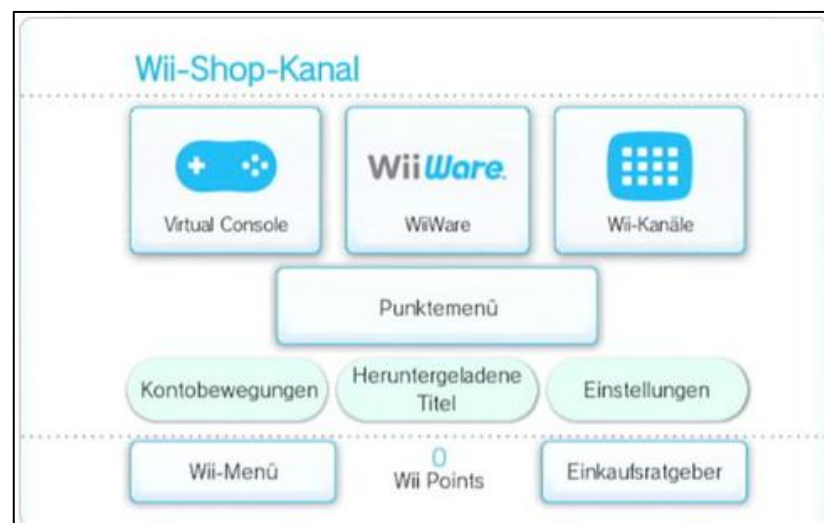 Wii-Shop-Kanal
WiiWare.
Virtual Console
WiiWare
Wii-Kanäle
Punktemenü
Kontobewegungen
Heruntergeladene
Titel
Einstellungen
Wii-Menü
0
Wii Points
Einkaufsratgeber